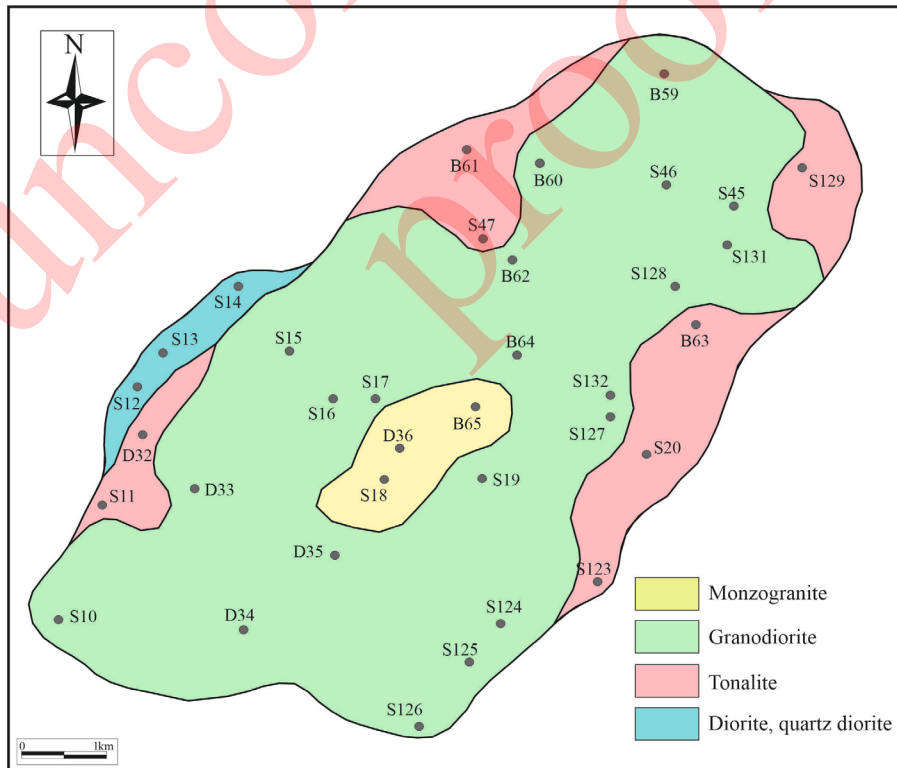 N
B59
B61
B60
S129
S46
S45
S47
S131
B62
S128
S14
B63
S13
S15
B64
S12
S17
S132
S16
B65
S127
D36
D32
S20
S18
S19
D33
S11
D35
S123
Monzogranite
S10
D34
S124
Granodiorite
S125
Tonalite
S126
Diorite, quartz diorite
0 1km
uncor
proo